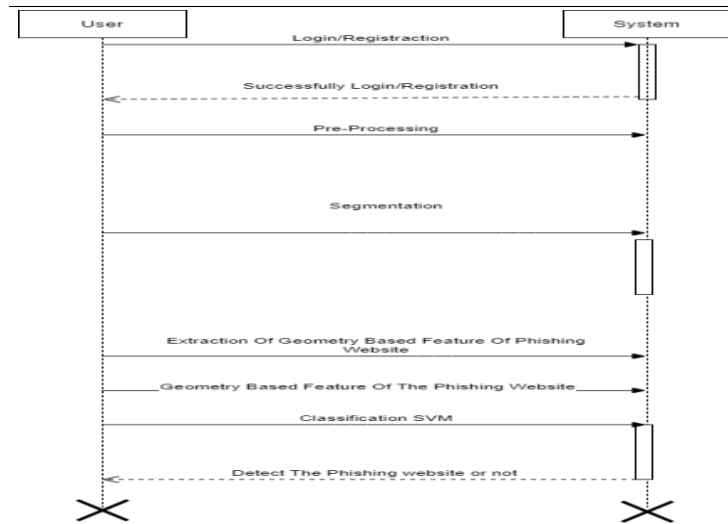 User
System
Login/Registraction
Successfully Login/Registration
Pre-Processing
Segmentation
Extraction Of Geometry Based Feature Of Phishing
Website
Geometry Based Feature Of The Phishing Website
Classification SVM
Detect The Phishing website or not